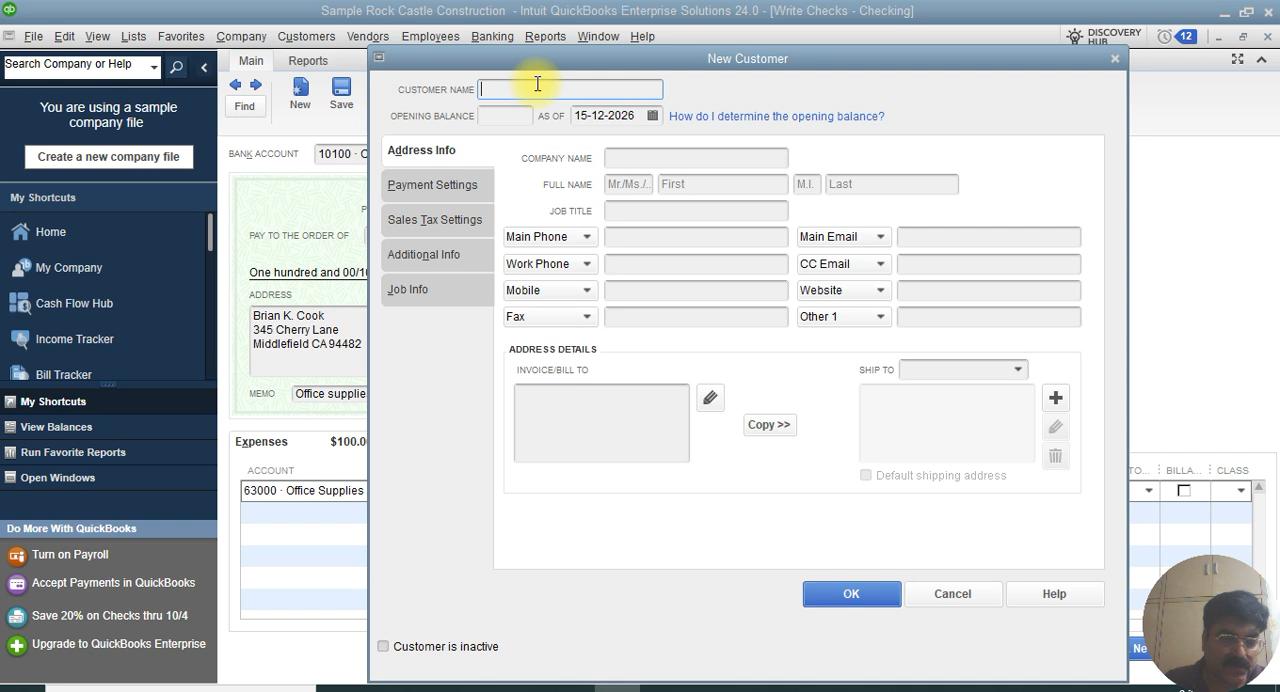 Sample Rock Castle Construction - Intuit QuickBooks Enterprise Solutions 24.0 - [Write Checks - Checking]
File Edit View Lists Favorites Company Customers Vendors Employees Banking Reports Window Help
DISCOVERY HUB 12
Search Company or Help
Main Reports
New Customer
You are using a sample company file
Find New Save
CUSTOMER NAME
OPENING BALANCE AS OF 15-12-2026 How do I determine the opening balance?
Create a new company file
BANK ACCOUNT 10100 · C
Address Info
COMPANY NAME
Payment Settings
FULL NAME Mr./Ms./.. First M.I. Last
My Shortcuts
Sales Tax Settings
JOB TITLE
Home
PAY TO THE ORDER OF
Main Phone Main Email
Additional Info
My Company
One hundred and 00/10
Work Phone CC Email
Job Info
ADDRESS
Mobile Website
Cash Flow Hub
Brian K. Cook
345 Cherry Lane
Middlefield CA 94482
Fax Other 1
Income Tracker
ADDRESS DETAILS
INVOICE/BILL TO SHIP TO
Bill Tracker
MEMO Office supplie
My Shortcuts
Copy >>
View Balances
Expenses $100.0
Run Favorite Reports
ACCOUNT TO... BILLA... CLASS
Default shipping address
Open Windows
63000 · Office Supplies
Do More With QuickBooks
Turn on Payroll
Accept Payments in QuickBooks
OK Cancel Help
Save 20% on Checks thru 10/4
Upgrade to QuickBooks Enterprise
Customer is inactive
Ne